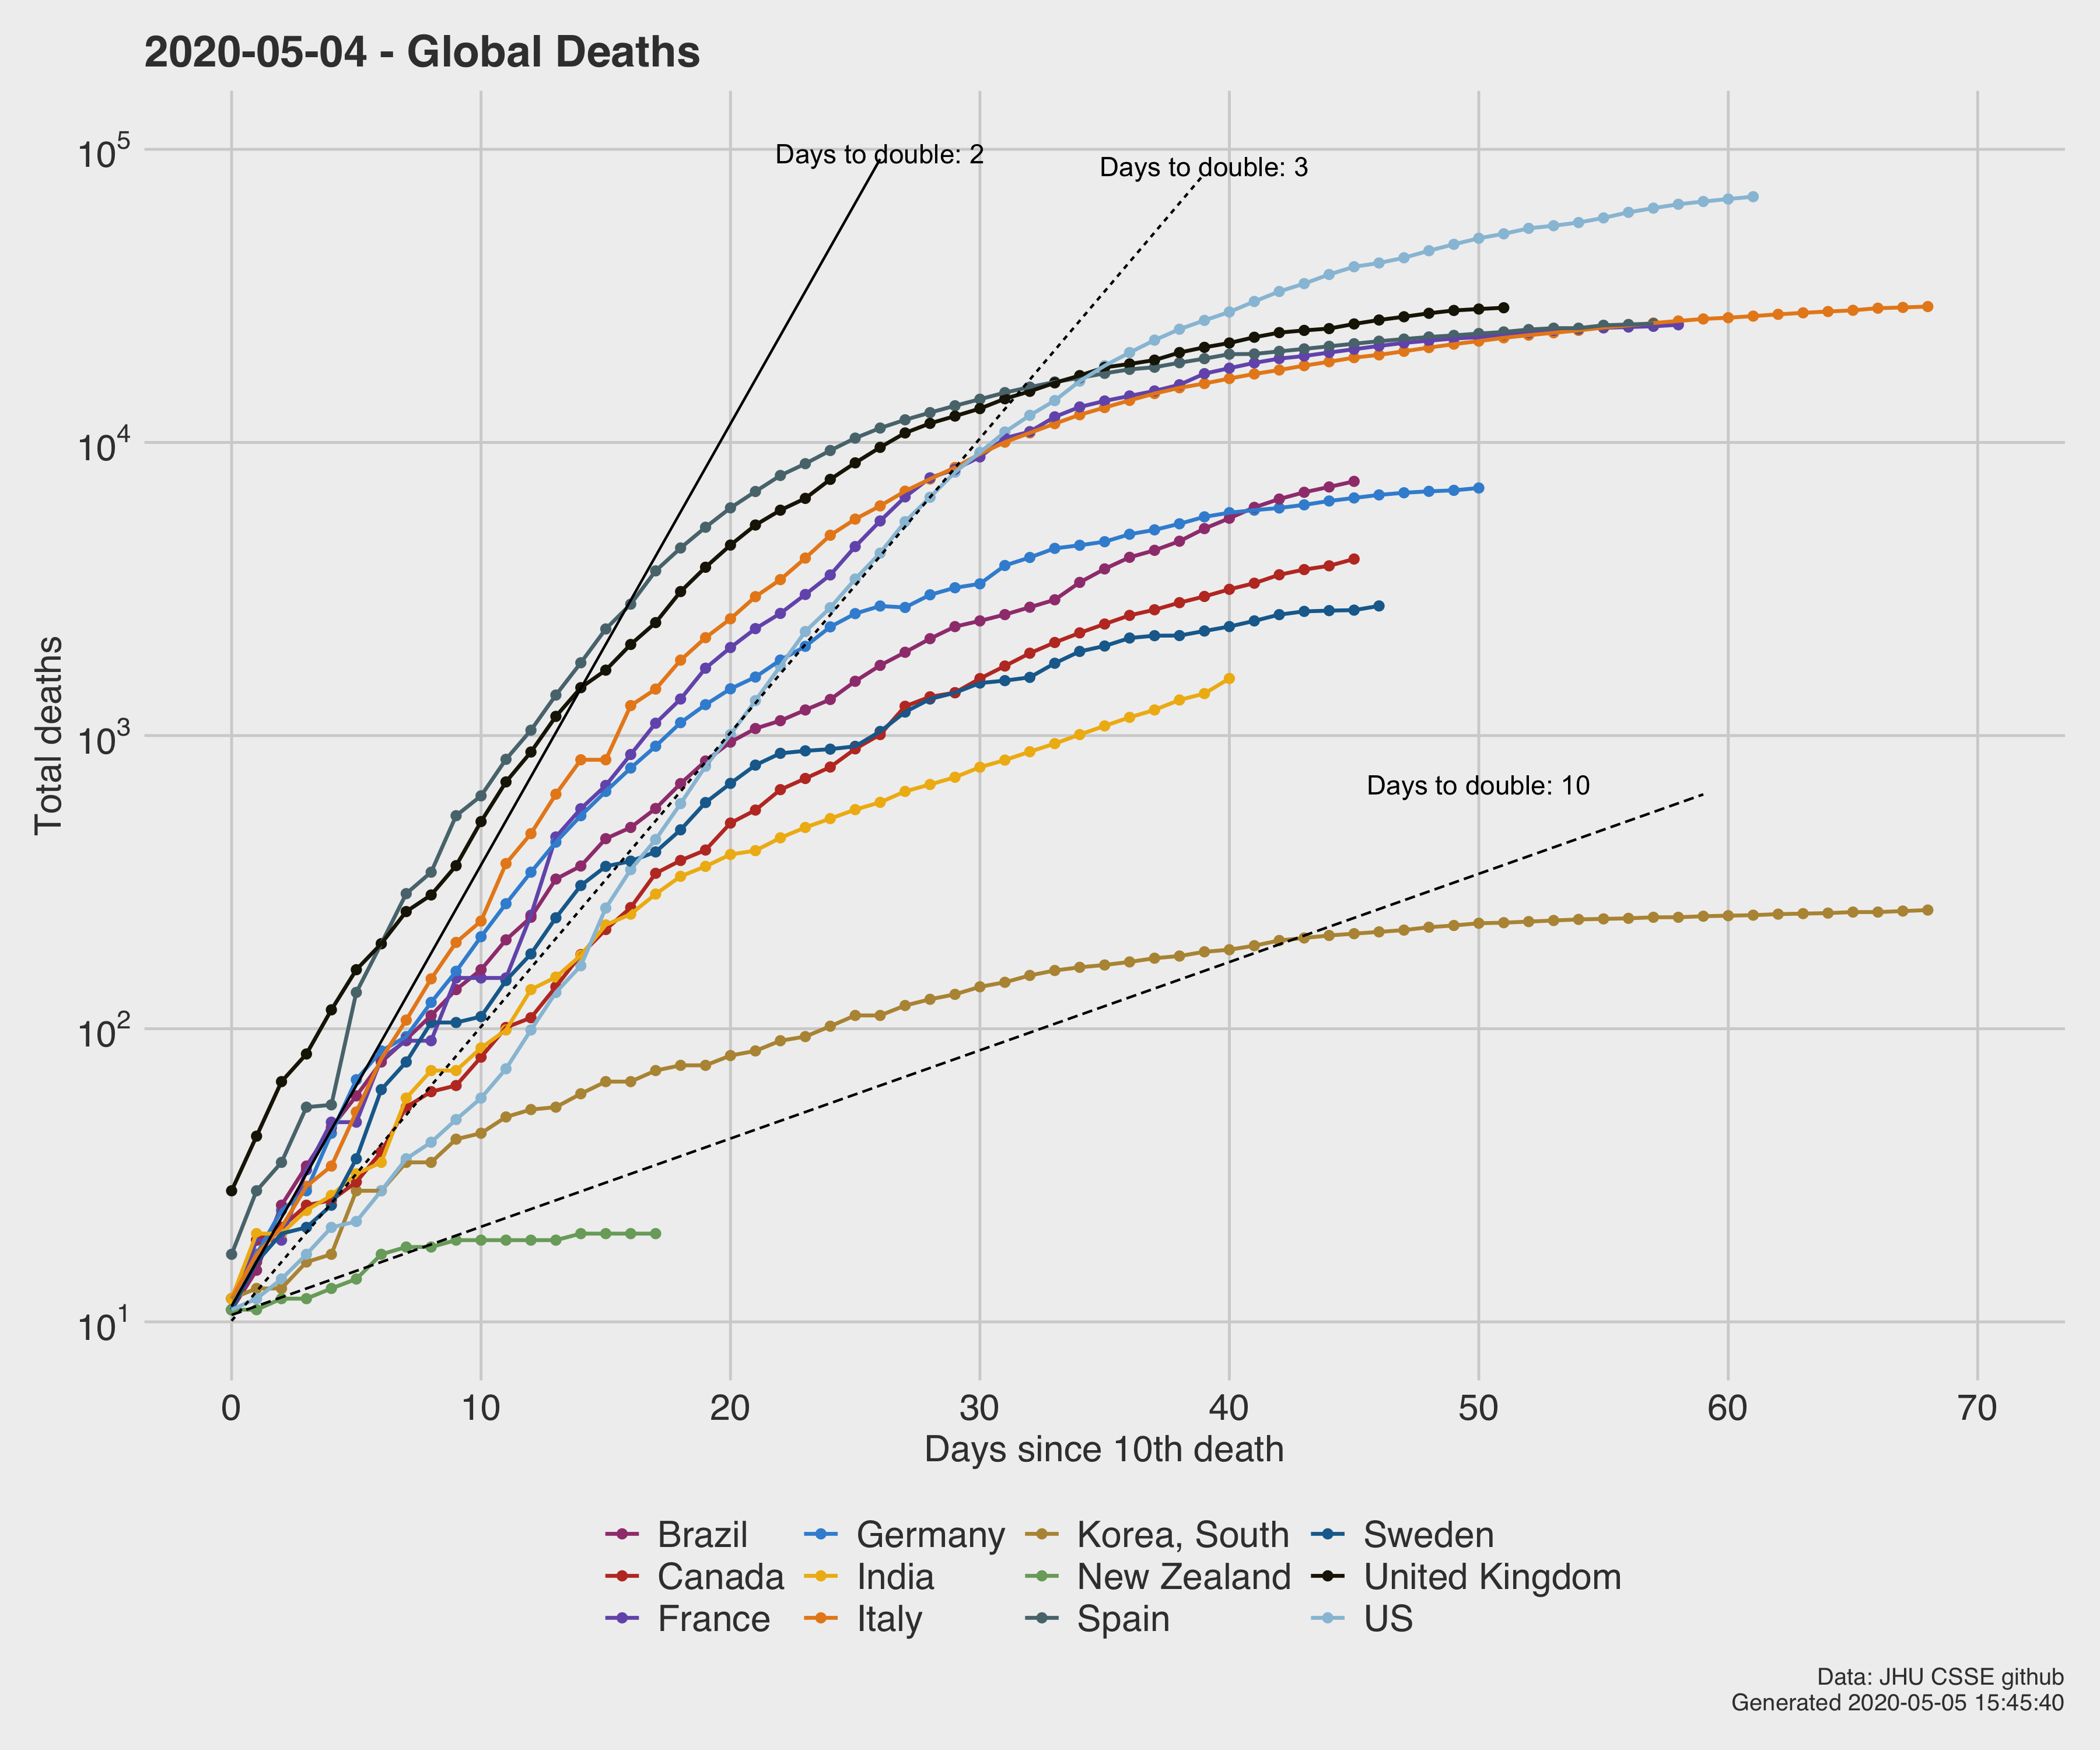 2020-05-04 - Global Deaths
Days to double: 2
Days to double: 3
Days to double: 10
10^5
10^4
10^3
10^2
10^1
Total deaths
0 10 20 30 40 50 60 70
Days since 10th death
Brazil Germany Korea, South Sweden
Canada India New Zealand United Kingdom
France Italy Spain US
Data: JHU CSSE github
Generated 2020-05-05 15:45:40